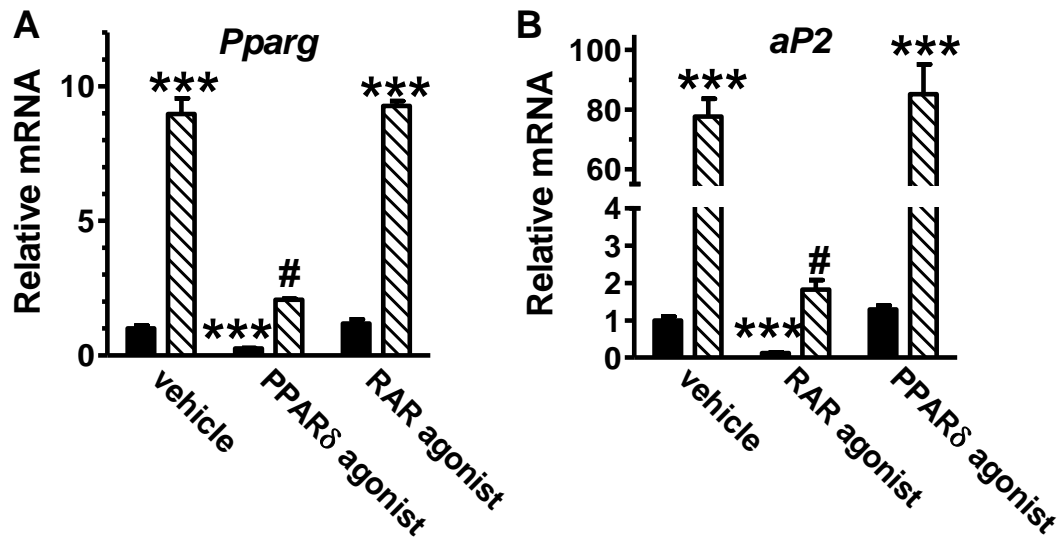 A
Pparg
Relative mRNA
10
5
0
***
***
***
#
vehicle
PPARδ agonist
RAR agonist
B
aP2
Relative mRNA
100
80
60
4
3
2
1
0
***
***
***
#
vehicle
RAR agonist
PPARδ agonist